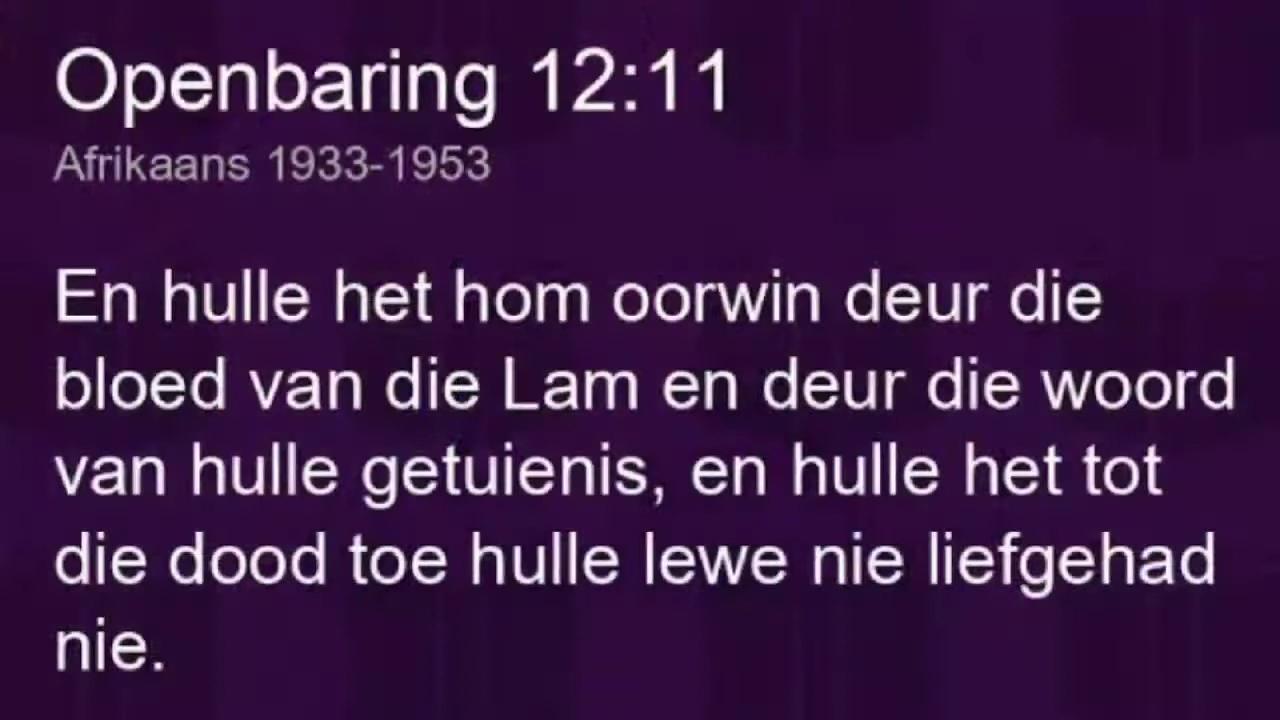 Openbaring 12:11
Afrikaans 1933-1953
En hulle het hom oorwin deur die
bloed van die Lam en deur die woord
van hulle getuienis, en hulle het tot
die dood toe hulle lewe nie liefgehad
nie.